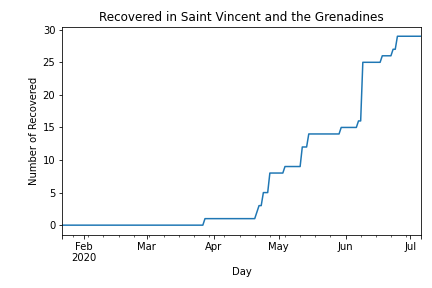 Recovered in Saint Vincent and the Grenadines
Number of Recovered
30
25
20
15
10
5
0
Feb Mar Apr May Jun Jul
2020
Day